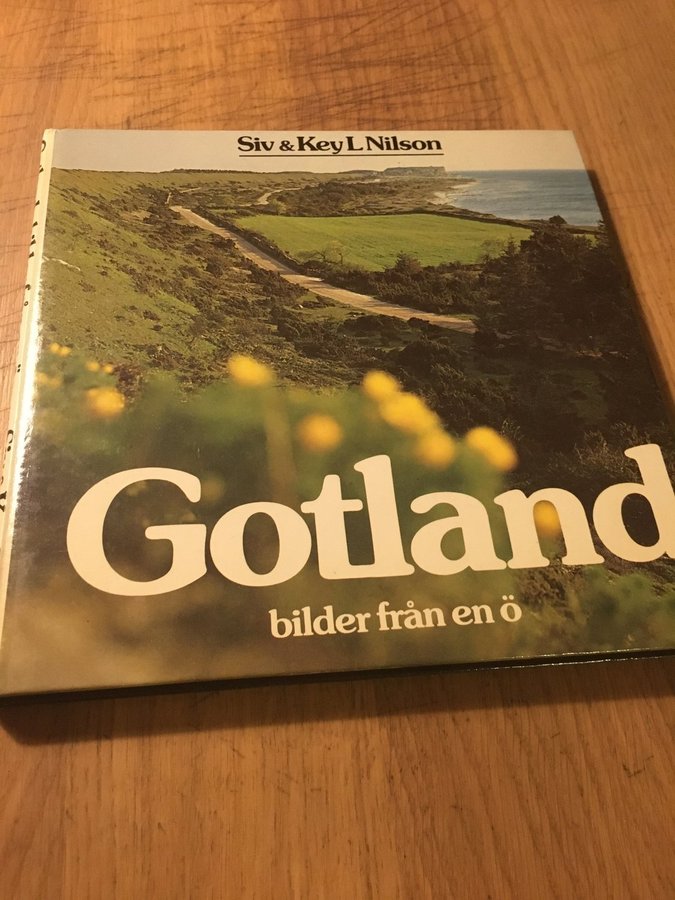 Siv & Key L Nilson
Gotland
bilder från en ö